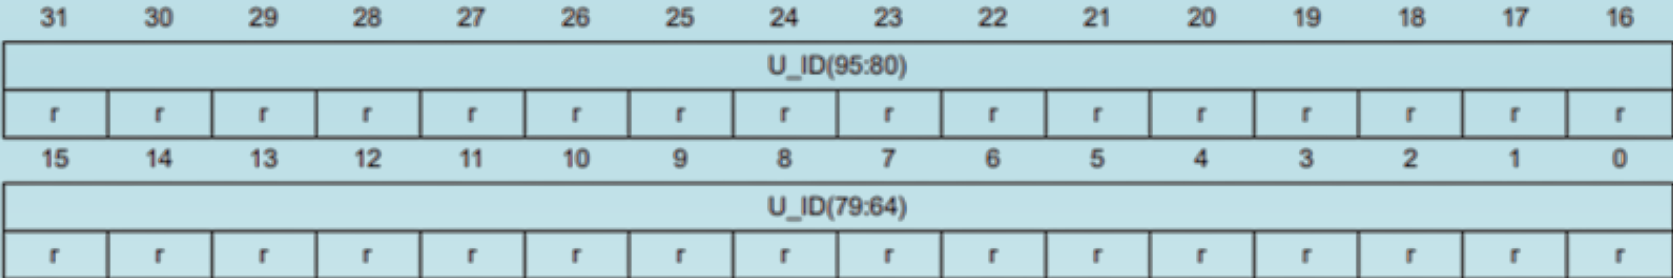 31 30 29 28 27 26 25 24 23 22 21 20 19 18 17 16
U_ID(95:80)
r r r r r r r r r r r r r r r r
15 14 13 12 11 10 9 8 7 6 5 4 3 2 1 0
U_ID(79:64)
r r r r r r r r r r r r r r r r